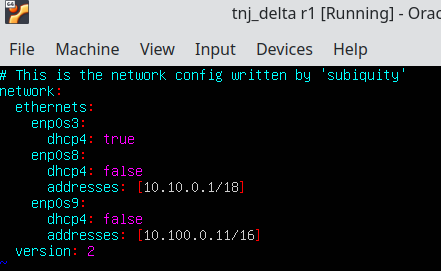 64
tnj_delta r1 [Running] - Orac
File Machine View Input Devices Help
# This is the network config written by 'subiquity'
network:
  ethernets:
    enp0s3:
      dhcp4: true
    enp0s8:
      dhcp4: false
      addresses: [10.10.0.1/18]
    enp0s9:
      dhcp4: false
      addresses: [10.100.0.11/16]
  version: 2
~